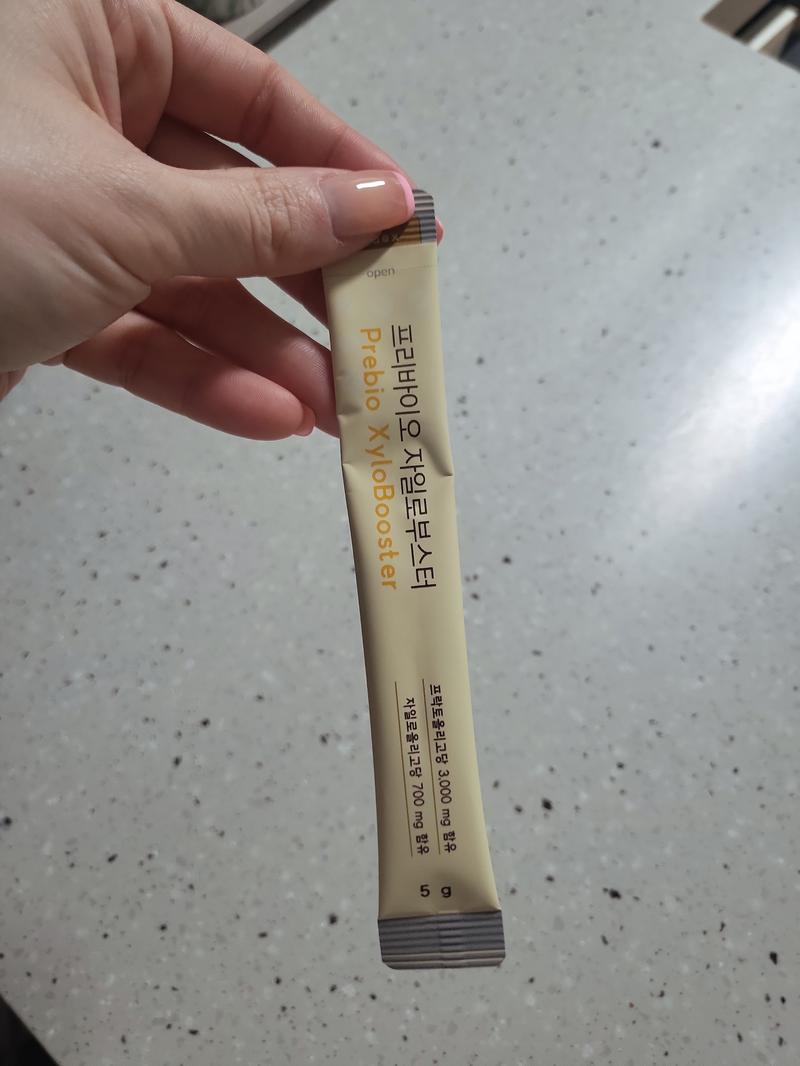 open
프리바이오 자일로부스터
Prebio XyloBooster
프락토올리고당 3,000 mg 함유
자일로올리고당 700 mg 함유
5 g